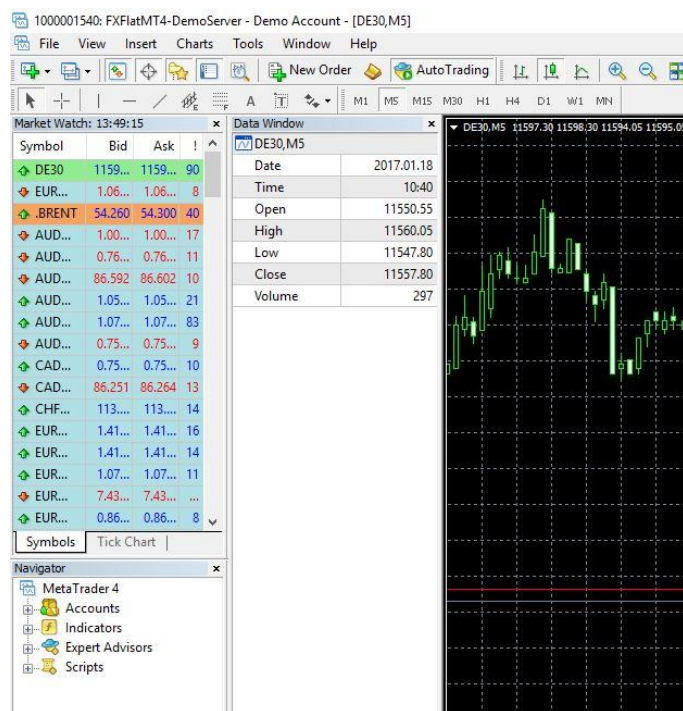 1000001540: FXFlatMT4-DemoServer - Demo Account - [DE30,M5]
File View Insert Charts Tools Window Help
New Order AutoTrading
A T M1 M5 M15 M30 H1 H4 D1 W1 MN
Market Watch: 13:49:15
Symbol Bid Ask !
DE30 1159... 1159... 90
EUR... 1.06... 1.06... 8
.BRENT 54.260 54.300 40
AUD... 1.00... 1.00... 17
AUD... 0.76... 0.76... 11
AUD... 86.592 86.602 10
AUD... 1.05... 1.05... 21
AUD... 1.07... 1.07... 83
AUD... 0.75... 0.75... 9
CAD... 0.75... 0.75... 10
CAD... 86.251 86.264 13
CHF... 113.... 113.... 14
EUR... 1.41... 1.41... 16
EUR... 1.41... 1.41... 14
EUR... 1.07... 1.07... 11
EUR... 7.43... 7.43... ...
EUR... 0.86... 0.86... 8
Symbols Tick Chart
Navigator
MetaTrader 4
Accounts
Indicators
Expert Advisors
Scripts
Data Window
DE30,M5
Date 2017.01.18
Time 10:40
Open 11550.55
High 11560.05
Low 11547.80
Close 11557.80
Volume 297
DE30,M5 11597.30 11598.30 11594.05